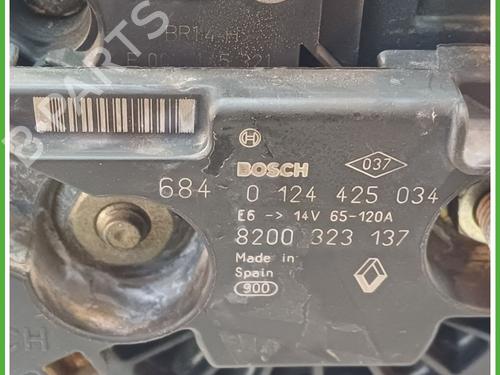 BR14-H
BOSCH
037
684 0 124 425 034
E6 -> 14V 65-120A
8200 323 137
Made in
Spain
900
PARTS